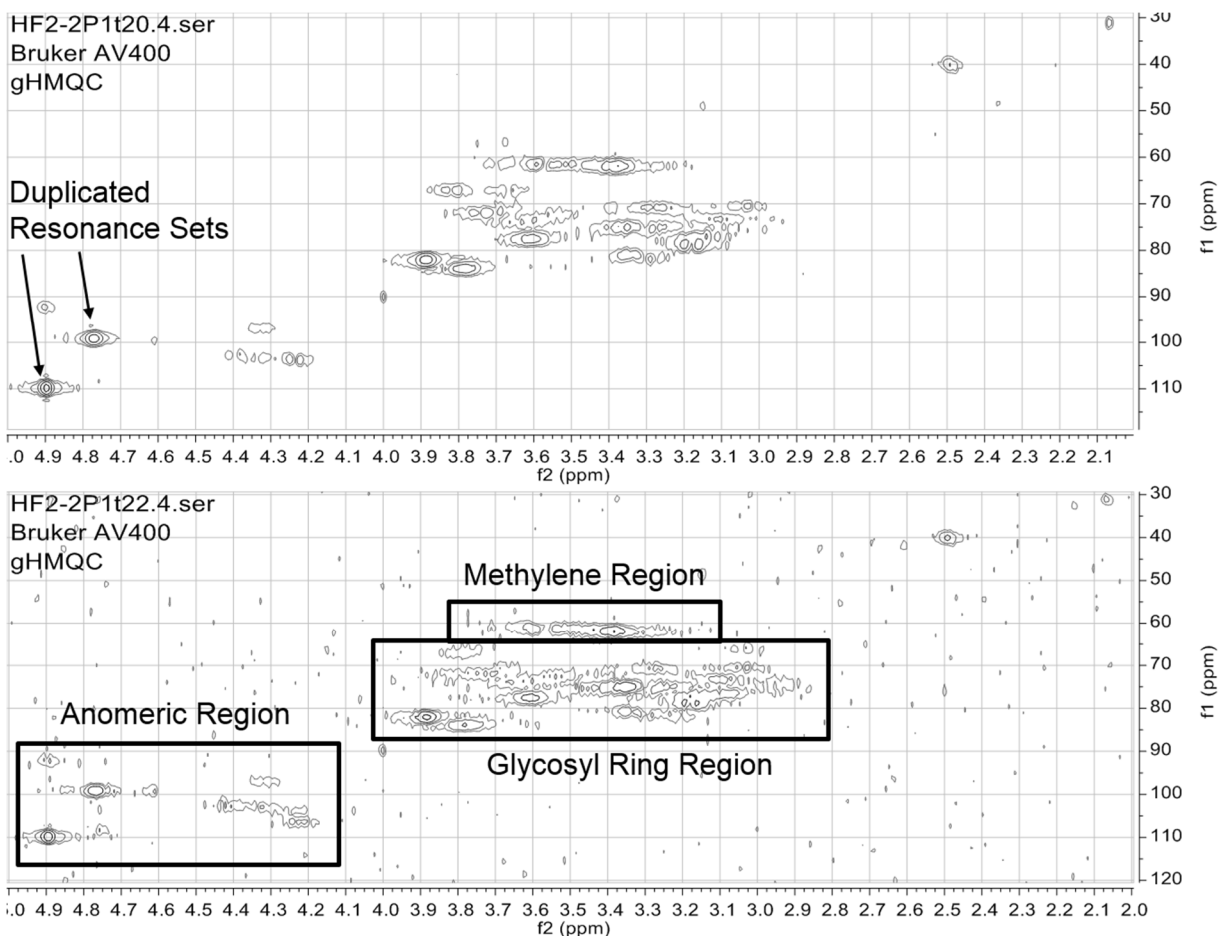 HF2-2P1t20.4.ser
Bruker AV400
gHMQC
Duplicated
Resonance Sets
30
40
50
60
70
80
90
100
110
f1 (ppm)
.0 4.9 4.8 4.7 4.6 4.5 4.4 4.3 4.2 4.1 4.0 3.9 3.8 3.7 3.6 3.5 3.4 3.3 3.2 3.1 3.0 2.9 2.8 2.7 2.6 2.5 2.4 2.3 2.2 2.1
f2 (ppm)
HF2-2P1t22.4.ser
Bruker AV400
gHMQC
Methylene Region
Anomeric Region
Glycosyl Ring Region
30
40
50
60
70
80
90
100
110
120
f1 (ppm)
.0 4.9 4.8 4.7 4.6 4.5 4.4 4.3 4.2 4.1 4.0 3.9 3.8 3.7 3.6 3.5 3.4 3.3 3.2 3.1 3.0 2.9 2.8 2.7 2.6 2.5 2.4 2.3 2.2 2.1 2.0
f2 (ppm)